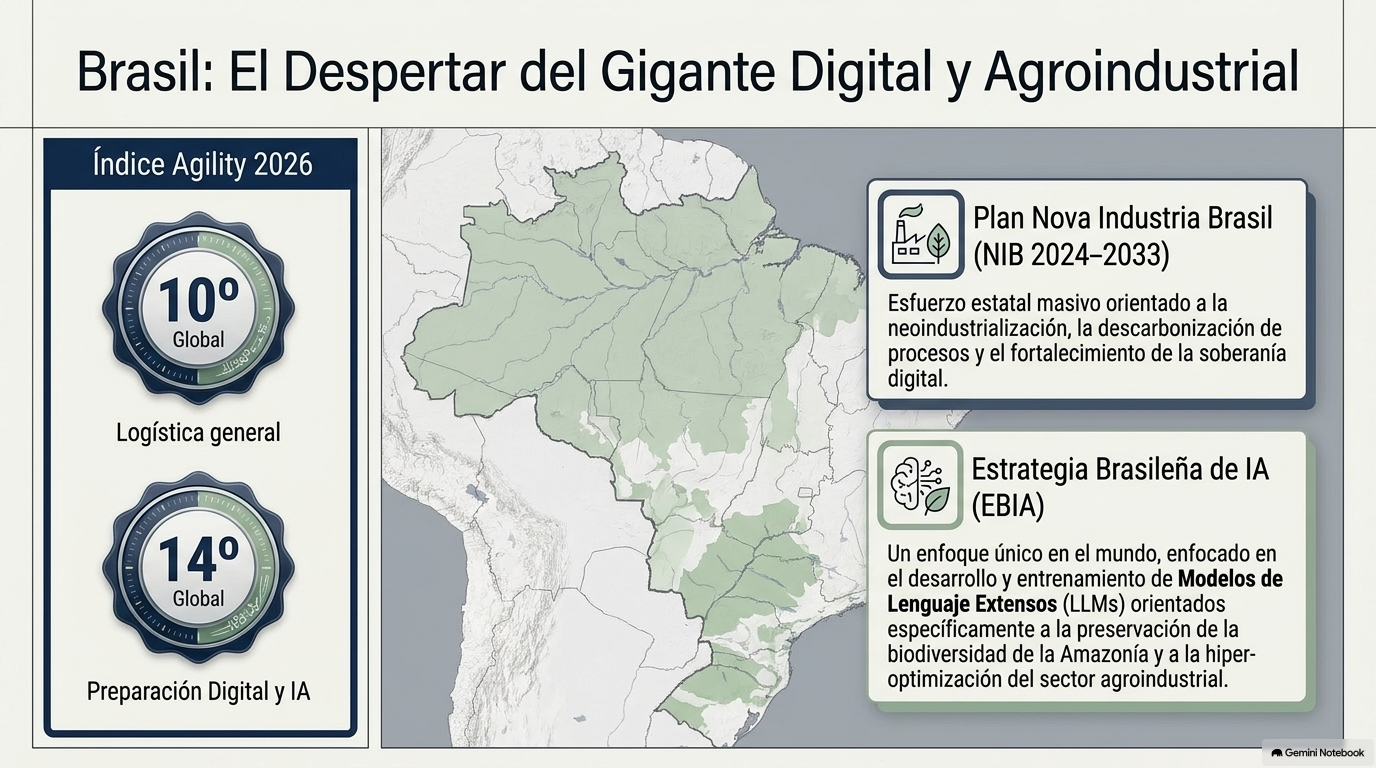 Brasil: El Despertar del Gigante Digital y Agroindustrial
Índice Agility 2026
10º
Global
Logística general
14º
Global
Preparación Digital y IA
Plan Nova Industria Brasil
(NIB 2024–2033)
Esfuerzo estatal masivo orientado a la
neoindustrialización, la descarbonización de
procesos y el fortalecimiento de la soberanía
digital.
Estrategia Brasileña de IA
(EBIA)
Un enfoque único en el mundo, enfocado en
el desarrollo y entrenamiento de Modelos de
Lenguaje Extensos (LLMs) orientados
específicamente a la preservación de la
biodiversidad de la Amazonía y a la hiper-
optimización del sector agroindustrial.
Gemini Notebook